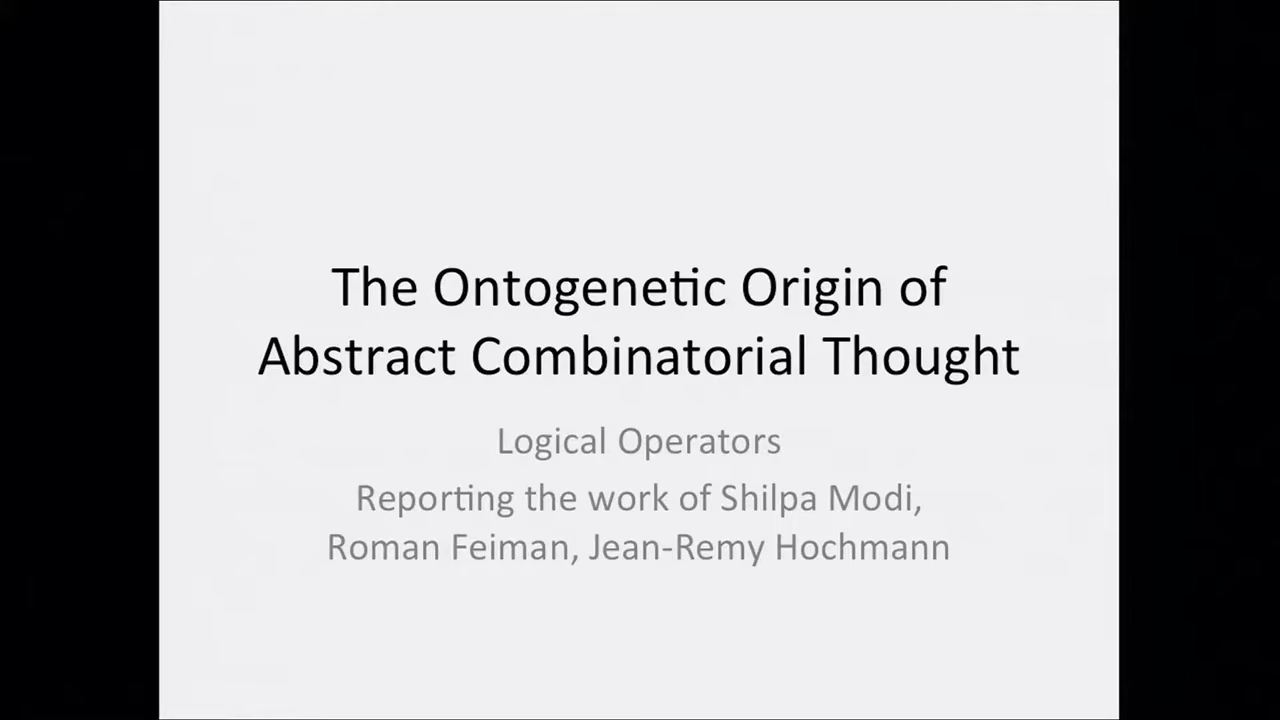 The Ontogenetic Origin of
Abstract Combinatorial Thought
Logical Operators
Reporting the work of Shilpa Modi,
Roman Feiman, Jean-Remy Hochmann